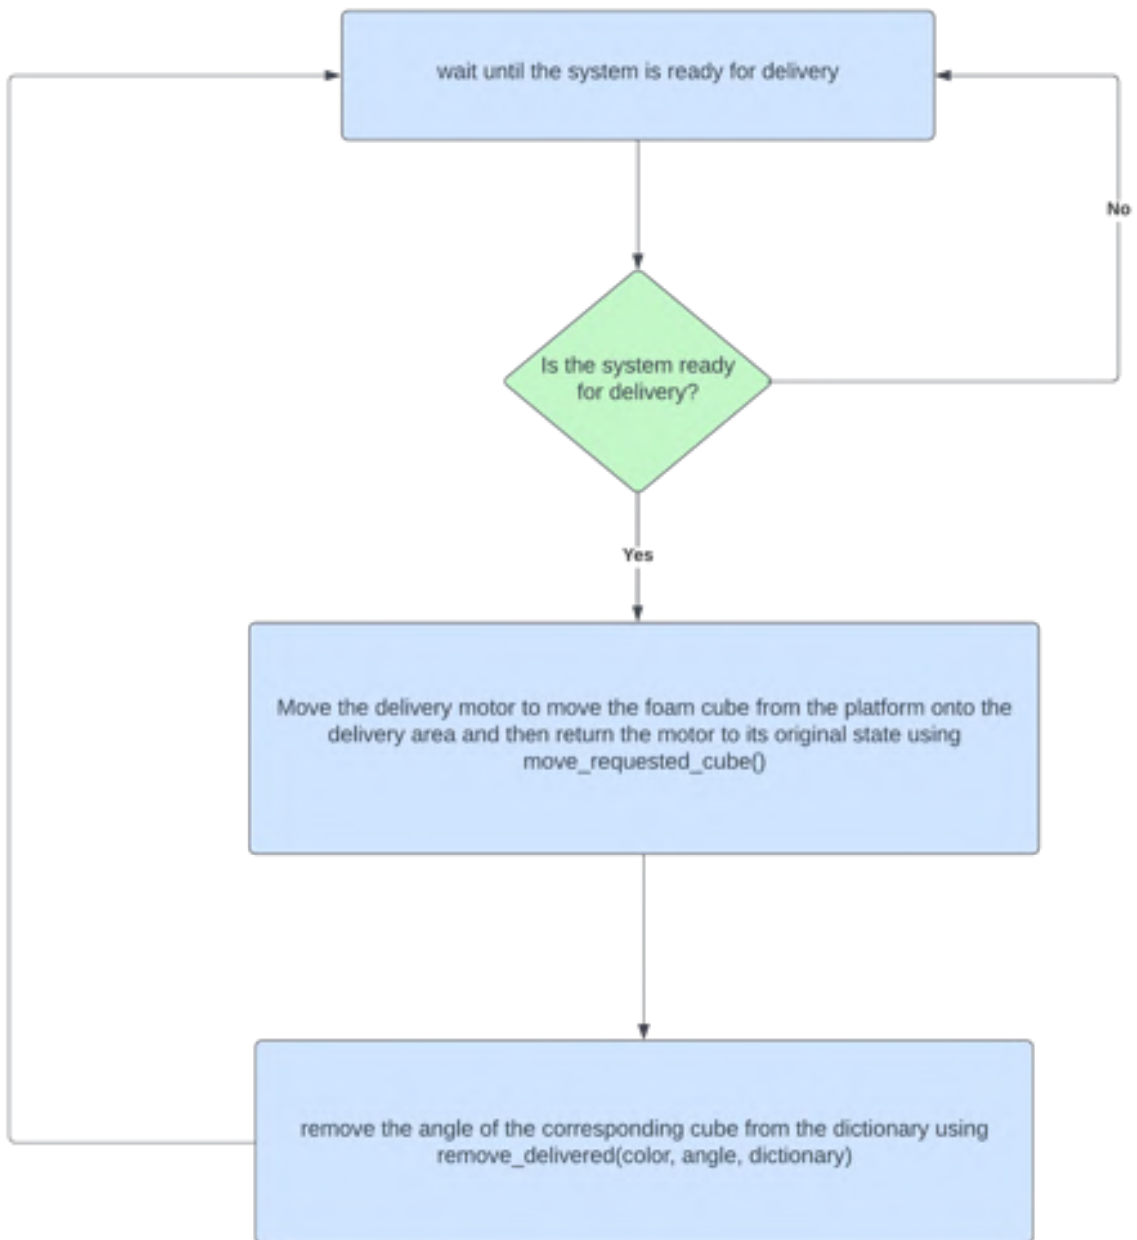 wait until the system is ready for delivery
No
Is the system ready
for delivery?
Yes
Move the delivery motor to move the foam cube from the platform onto the
delivery area and then return the motor to its original state using
move_requested_cube()
remove the angle of the corresponding cube from the dictionary using
remove_delivered(color, angle, dictionary)